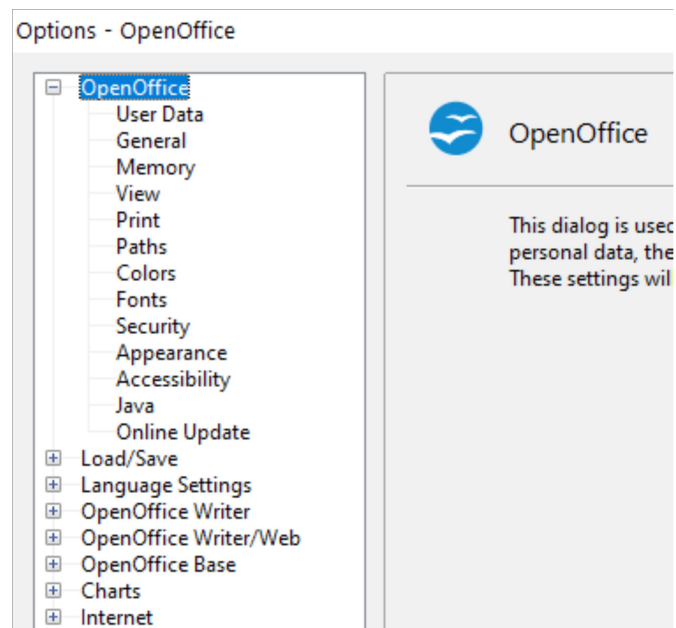 Options - OpenOffice
OpenOffice
User Data
General
Memory
View
Print
Paths
Colors
Fonts
Security
Appearance
Accessibility
Java
Online Update
Load/Save
Language Settings
OpenOffice Writer
OpenOffice Writer/Web
OpenOffice Base
Charts
Internet
OpenOffice
This dialog is used
personal data, the
These settings wil